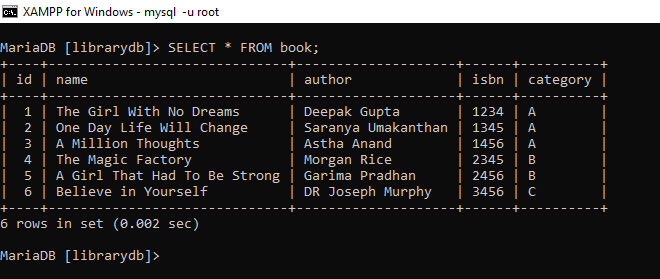 XAMPP for Windows - mysql  -u root
MariaDB [librarydb]> SELECT * FROM book;
+----+------------------------------+--------------------+------+----------+
| id | name                         | author             | isbn | category |
+----+------------------------------+--------------------+------+----------+
|  1 | The Girl With No Dreams      | Deepak Gupta       | 1234 | A        |
|  2 | One Day Life Will Change     | Saranya Umakanthan | 1345 | A        |
|  3 | A Million Thoughts           | Astha Anand        | 1456 | A        |
|  4 | The Magic Factory            | Morgan Rice        | 2345 | B        |
|  5 | A Girl That Had To Be Strong | Garima Pradhan     | 2456 | B        |
|  6 | Believe in Yourself          | DR Joseph Murphy   | 3456 | C        |
+----+------------------------------+--------------------+------+----------+
6 rows in set (0.002 sec)
MariaDB [librarydb]>